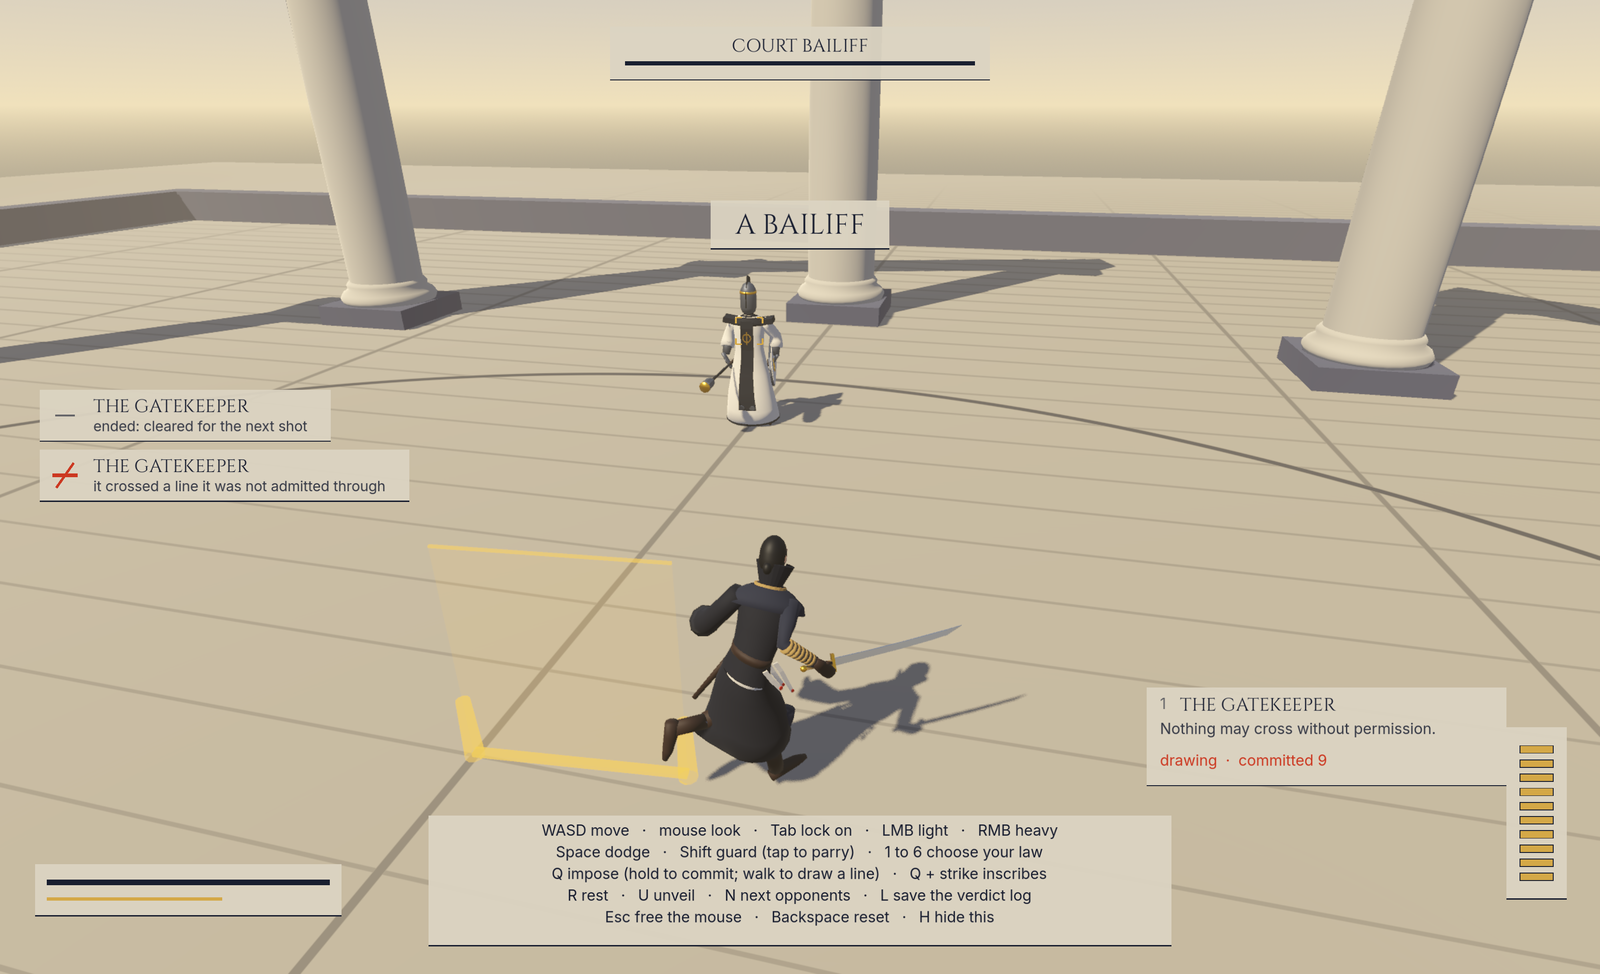 COURT BAILIFF
A BAILIFF
THE GATEKEEPER
ended: cleared for the next shot
THE GATEKEEPER
it crossed a line it was not admitted through
1 THE GATEKEEPER
Nothing may cross without permission.
drawing · committed 9
WASD move · mouse look · Tab lock on · LMB light · RMB heavy
Space dodge · Shift guard (tap to parry) · 1 to 6 choose your law
Q impose (hold to commit; walk to draw a line) · Q + strike inscribes
R rest · U unveil · N next opponents · L save the verdict log
Esc free the mouse · Backspace reset · H hide this